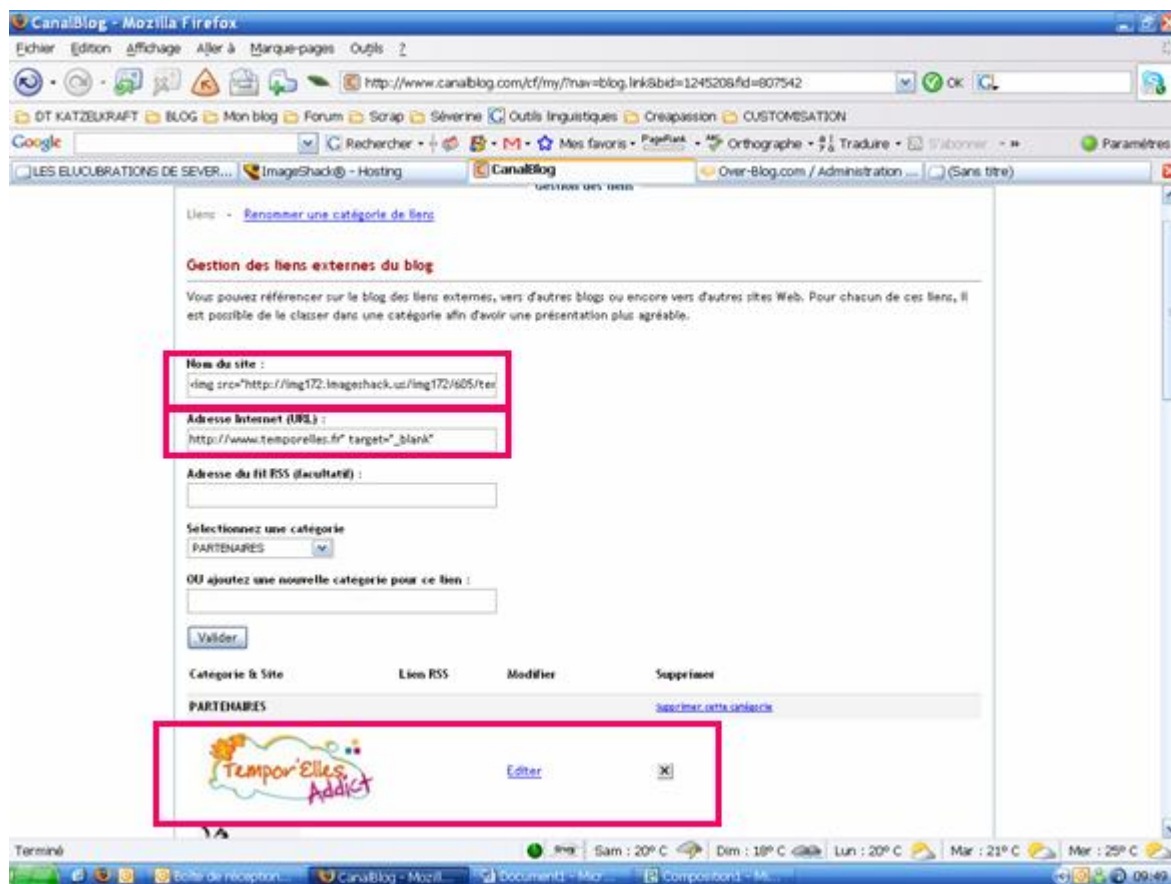 CanalBlog - Mozilla Firefox
Fichier Edition Affichage Aller à Marque-pages Outils ?
http://www.canalblog.com/cf/my/?nav=blog.link&bid=124520&fid=807542 OK
DT KATZELKRAFT BLOG Mon blog Forum Scrap Séverine Outils linguistiques Creapassion CUSTOMISATION
Google Rechercher Mes favoris PageRank Orthographe Traduire S'abonner Paramètres
LES ELUCUBRATIONS DE SEVER... ImageShack® - Hosting CanalBlog Over-Blog.com / Administration ... (Sans titre)
Gestion des liens
Liens - Renommer une catégorie de liens
Gestion des liens externes du blog
Vous pouvez référencer sur le blog des liens externes, vers d'autres blogs ou encore vers d'autres sites Web. Pour chacun de ces liens, il
est possible de le classer dans une catégorie afin d'avoir une présentation plus agréable.
Nom du site :
<img src="http://img172.imageshack.us/img172/605/ter
Adresse Internet (URL) :
http://www.temporelles.fr" target="_blank"
Adresse du fil RSS (facultatif) :
Sélectionnez une catégorie
PARTENAIRES
OU ajoutez une nouvelle catégorie pour ce lien :
Valider
Catégorie & Site Lien RSS Modifier Supprimer
PARTENAIRES Supprimer cette catégorie
Tempor'Elles
Addict
Editer
Terminé Sam : 20° C Dim : 18° C Lun : 20° C Mar : 21° C Mer : 25° C
Boîte de réception... CanalBlog - Mozill... Document1 - Micr... Composition1 - Mi... 09:49